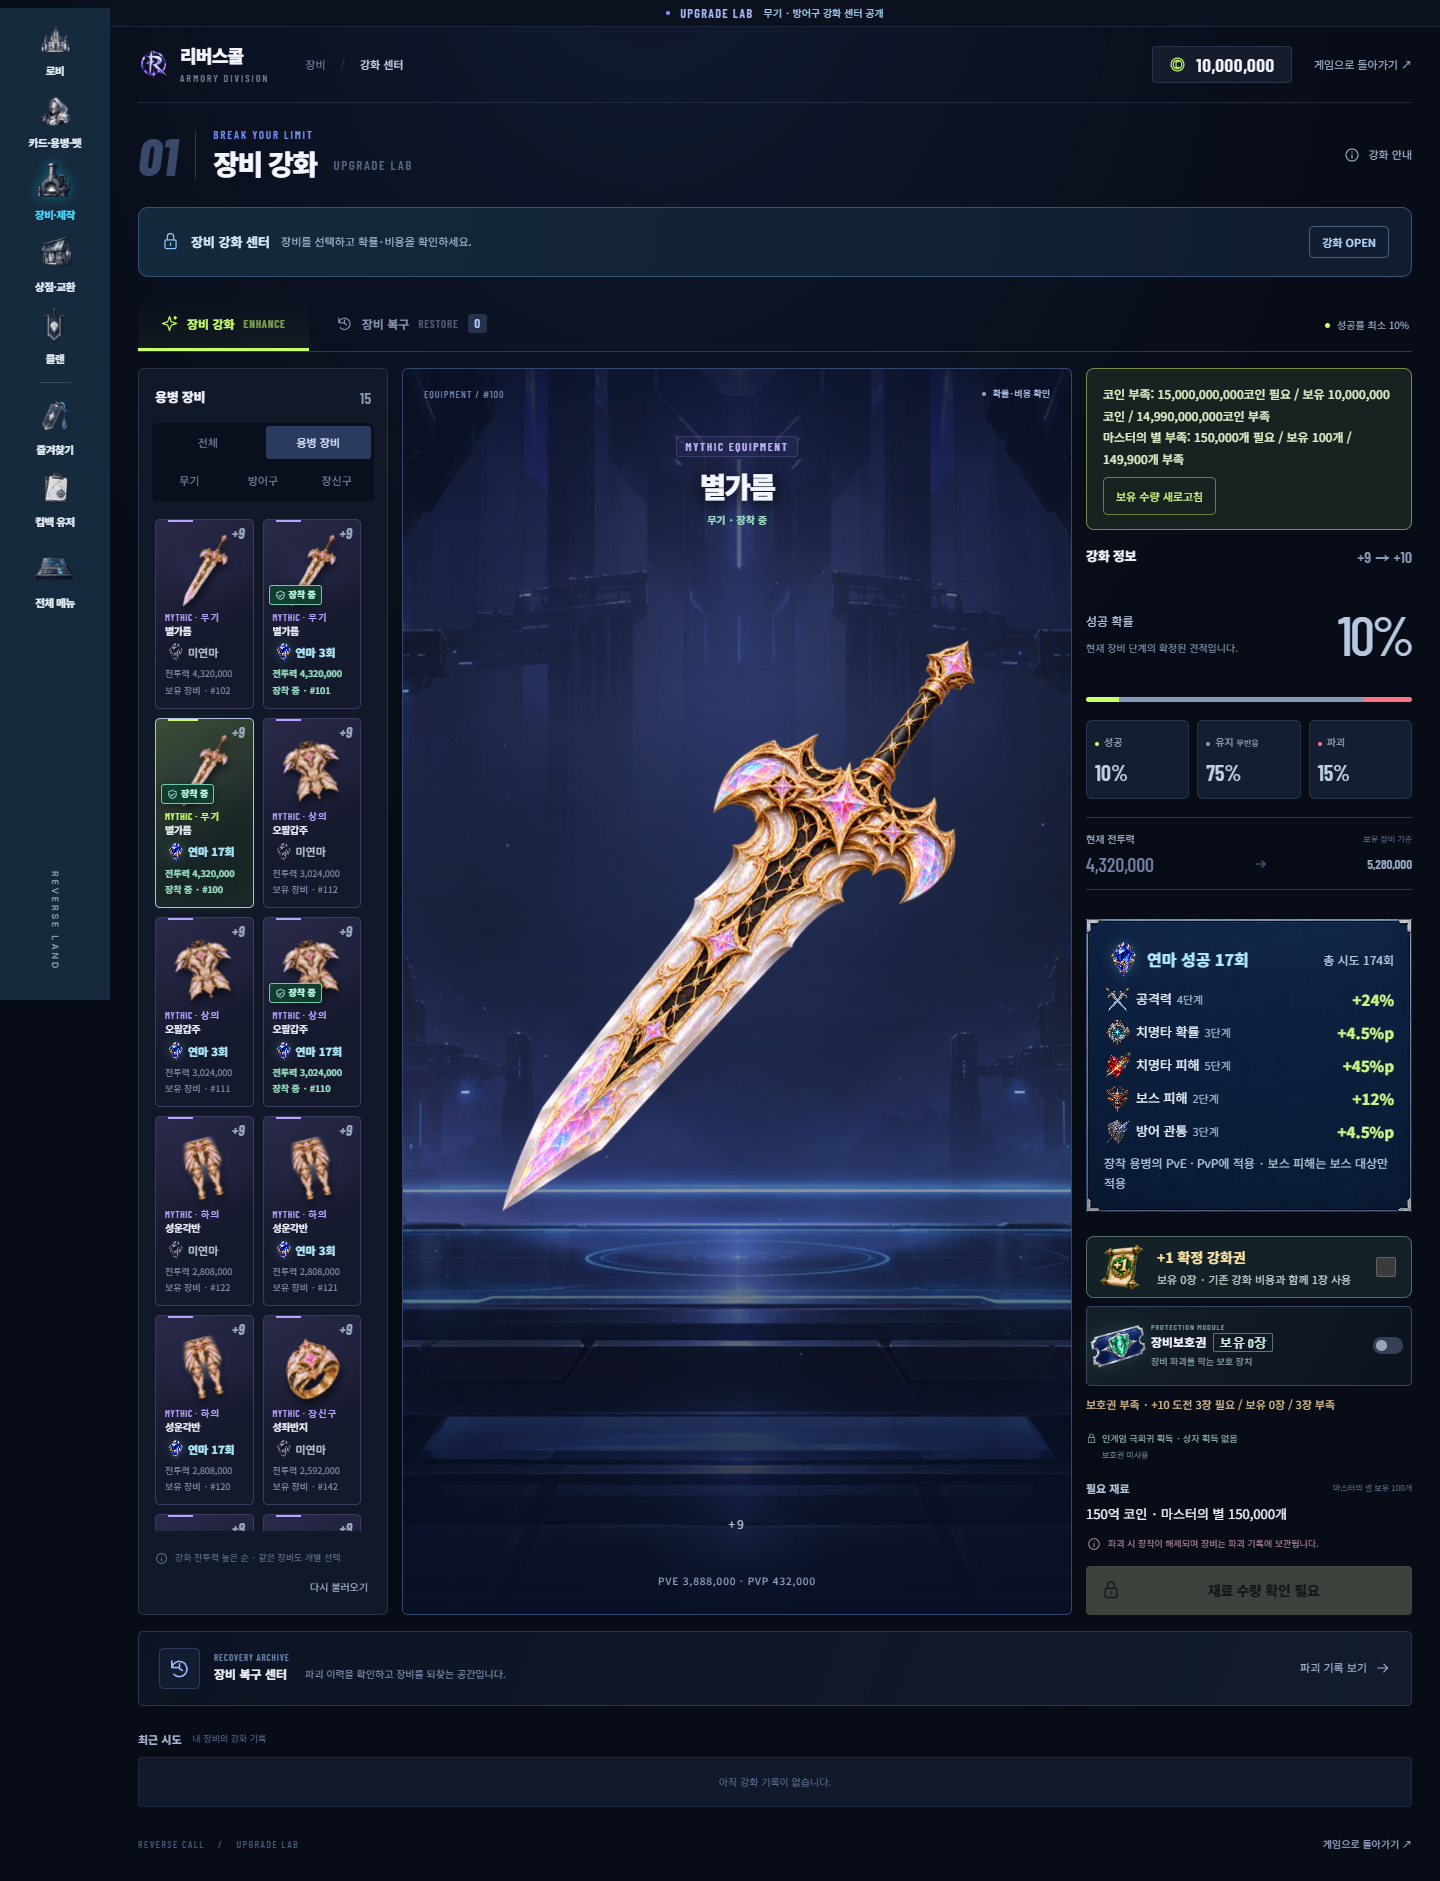 UPGRADE LAB 무기 · 방어구 강화 센터 공개
로비
카드·용병·펫
장비·제작
상점·교환
클랜
즐겨찾기
컴백 유저
전체 메뉴
REVERSE LAND
리버스콜
ARMORY DIVISION
장비 / 강화 센터
10,000,000
게임으로 돌아가기 ↗
01
BREAK YOUR LIMIT
장비 강화 UPGRADE LAB
강화 안내
장비 강화 센터 장비를 선택하고 확률·비용을 확인하세요.
강화 OPEN
장비 강화 ENHANCE
장비 복구 RESTORE 0
성공률 최소 10%
용병 장비 15
전체 용병 장비
무기 방어구 장신구
+9
MYTHIC · 무기
별가름
미연마
전투력 4,320,000
보유 장비 · #102
+9
장착 중
MYTHIC · 무기
별가름
연마 3회
전투력 4,320,000
장착 중 · #101
+9
장착 중
MYTHIC · 무기
별가름
연마 17회
전투력 4,320,000
장착 중 · #100
+9
MYTHIC · 상의
오팔갑주
미연마
전투력 3,024,000
보유 장비 · #112
+9
MYTHIC · 상의
오팔갑주
연마 3회
전투력 3,024,000
보유 장비 · #111
+9
장착 중
MYTHIC · 상의
오팔갑주
연마 17회
전투력 3,024,000
장착 중 · #110
+9
MYTHIC · 하의
성운각반
미연마
전투력 2,808,000
보유 장비 · #122
+9
MYTHIC · 하의
성운각반
연마 3회
전투력 2,808,000
보유 장비 · #121
+9
MYTHIC · 하의
성운각반
연마 17회
전투력 2,808,000
보유 장비 · #120
+9
MYTHIC · 장신구
성좌반지
미연마
전투력 2,592,000
보유 장비 · #142
+9
+9
강화 전투력 높은 순 · 같은 장비도 개별 선택
다시 불러오기
EQUIPMENT / #100
확률·비용 확인
MYTHIC EQUIPMENT
별가름
무기 · 장착 중
+9
PVE 3,888,000 · PVP 432,000
코인 부족: 15,000,000,000코인 필요 / 보유 10,000,000
코인 / 14,990,000,000코인 부족
마스터의 별 부족: 150,000개 필요 / 보유 100개 /
149,900개 부족
보유 수량 새로고침
강화 정보 +9 → +10
성공 확률
현재 장비 단계의 확정된 견적입니다.
10%
성공
10%
유지 무반응
75%
파괴
15%
현재 전투력 보유 장비 기준
4,320,000 → 5,280,000
연마 성공 17회 총 시도 174회
공격력 4단계 +24%
치명타 확률 3단계 +4.5%p
치명타 피해 5단계 +45%p
보스 피해 2단계 +12%
방어 관통 3단계 +4.5%p
장착 용병의 PvE · PvP에 적용 · 보스 피해는 보스 대상만
적용
+1
+1 확정 강화권
보유 0장 · 기존 강화 비용과 함께 1장 사용
PROTECTION MODULE
장비보호권 보유 0장
장비 파괴를 막는 보호 장치
보호권 부족 · +10 도전 3장 필요 / 보유 0장 / 3장 부족
인게임 극희귀 획득 · 상자 획득 없음
보호권 미사용
필요 재료 마스터의 별 보유 100개
150억 코인 · 마스터의 별 150,000개
파괴 시 장착이 해제되며 장비는 파괴 기록에 보관됩니다.
재료 수량 확인 필요
RECOVERY ARCHIVE
장비 복구 센터 파괴 이력을 확인하고 장비를 되찾는 공간입니다.
파괴 기록 보기 →
최근 시도 내 장비의 강화 기록
아직 강화 기록이 없습니다.
REVERSE CALL / UPGRADE LAB
게임으로 돌아가기 ↗